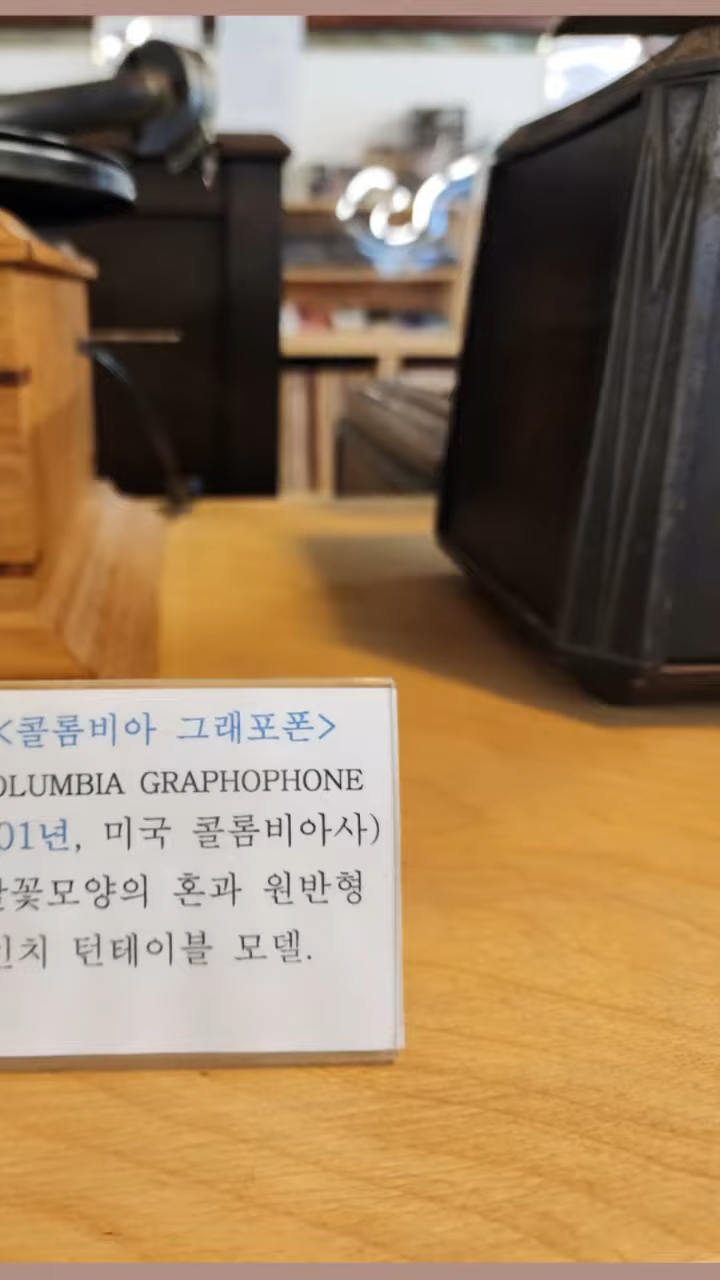 <콜롬비아 그래포폰>
OLUMBIA GRAPHOPHONE
01년, 미국 콜롬비아사)
꽃모양의 혼과 원반형
턴테이블 모델.